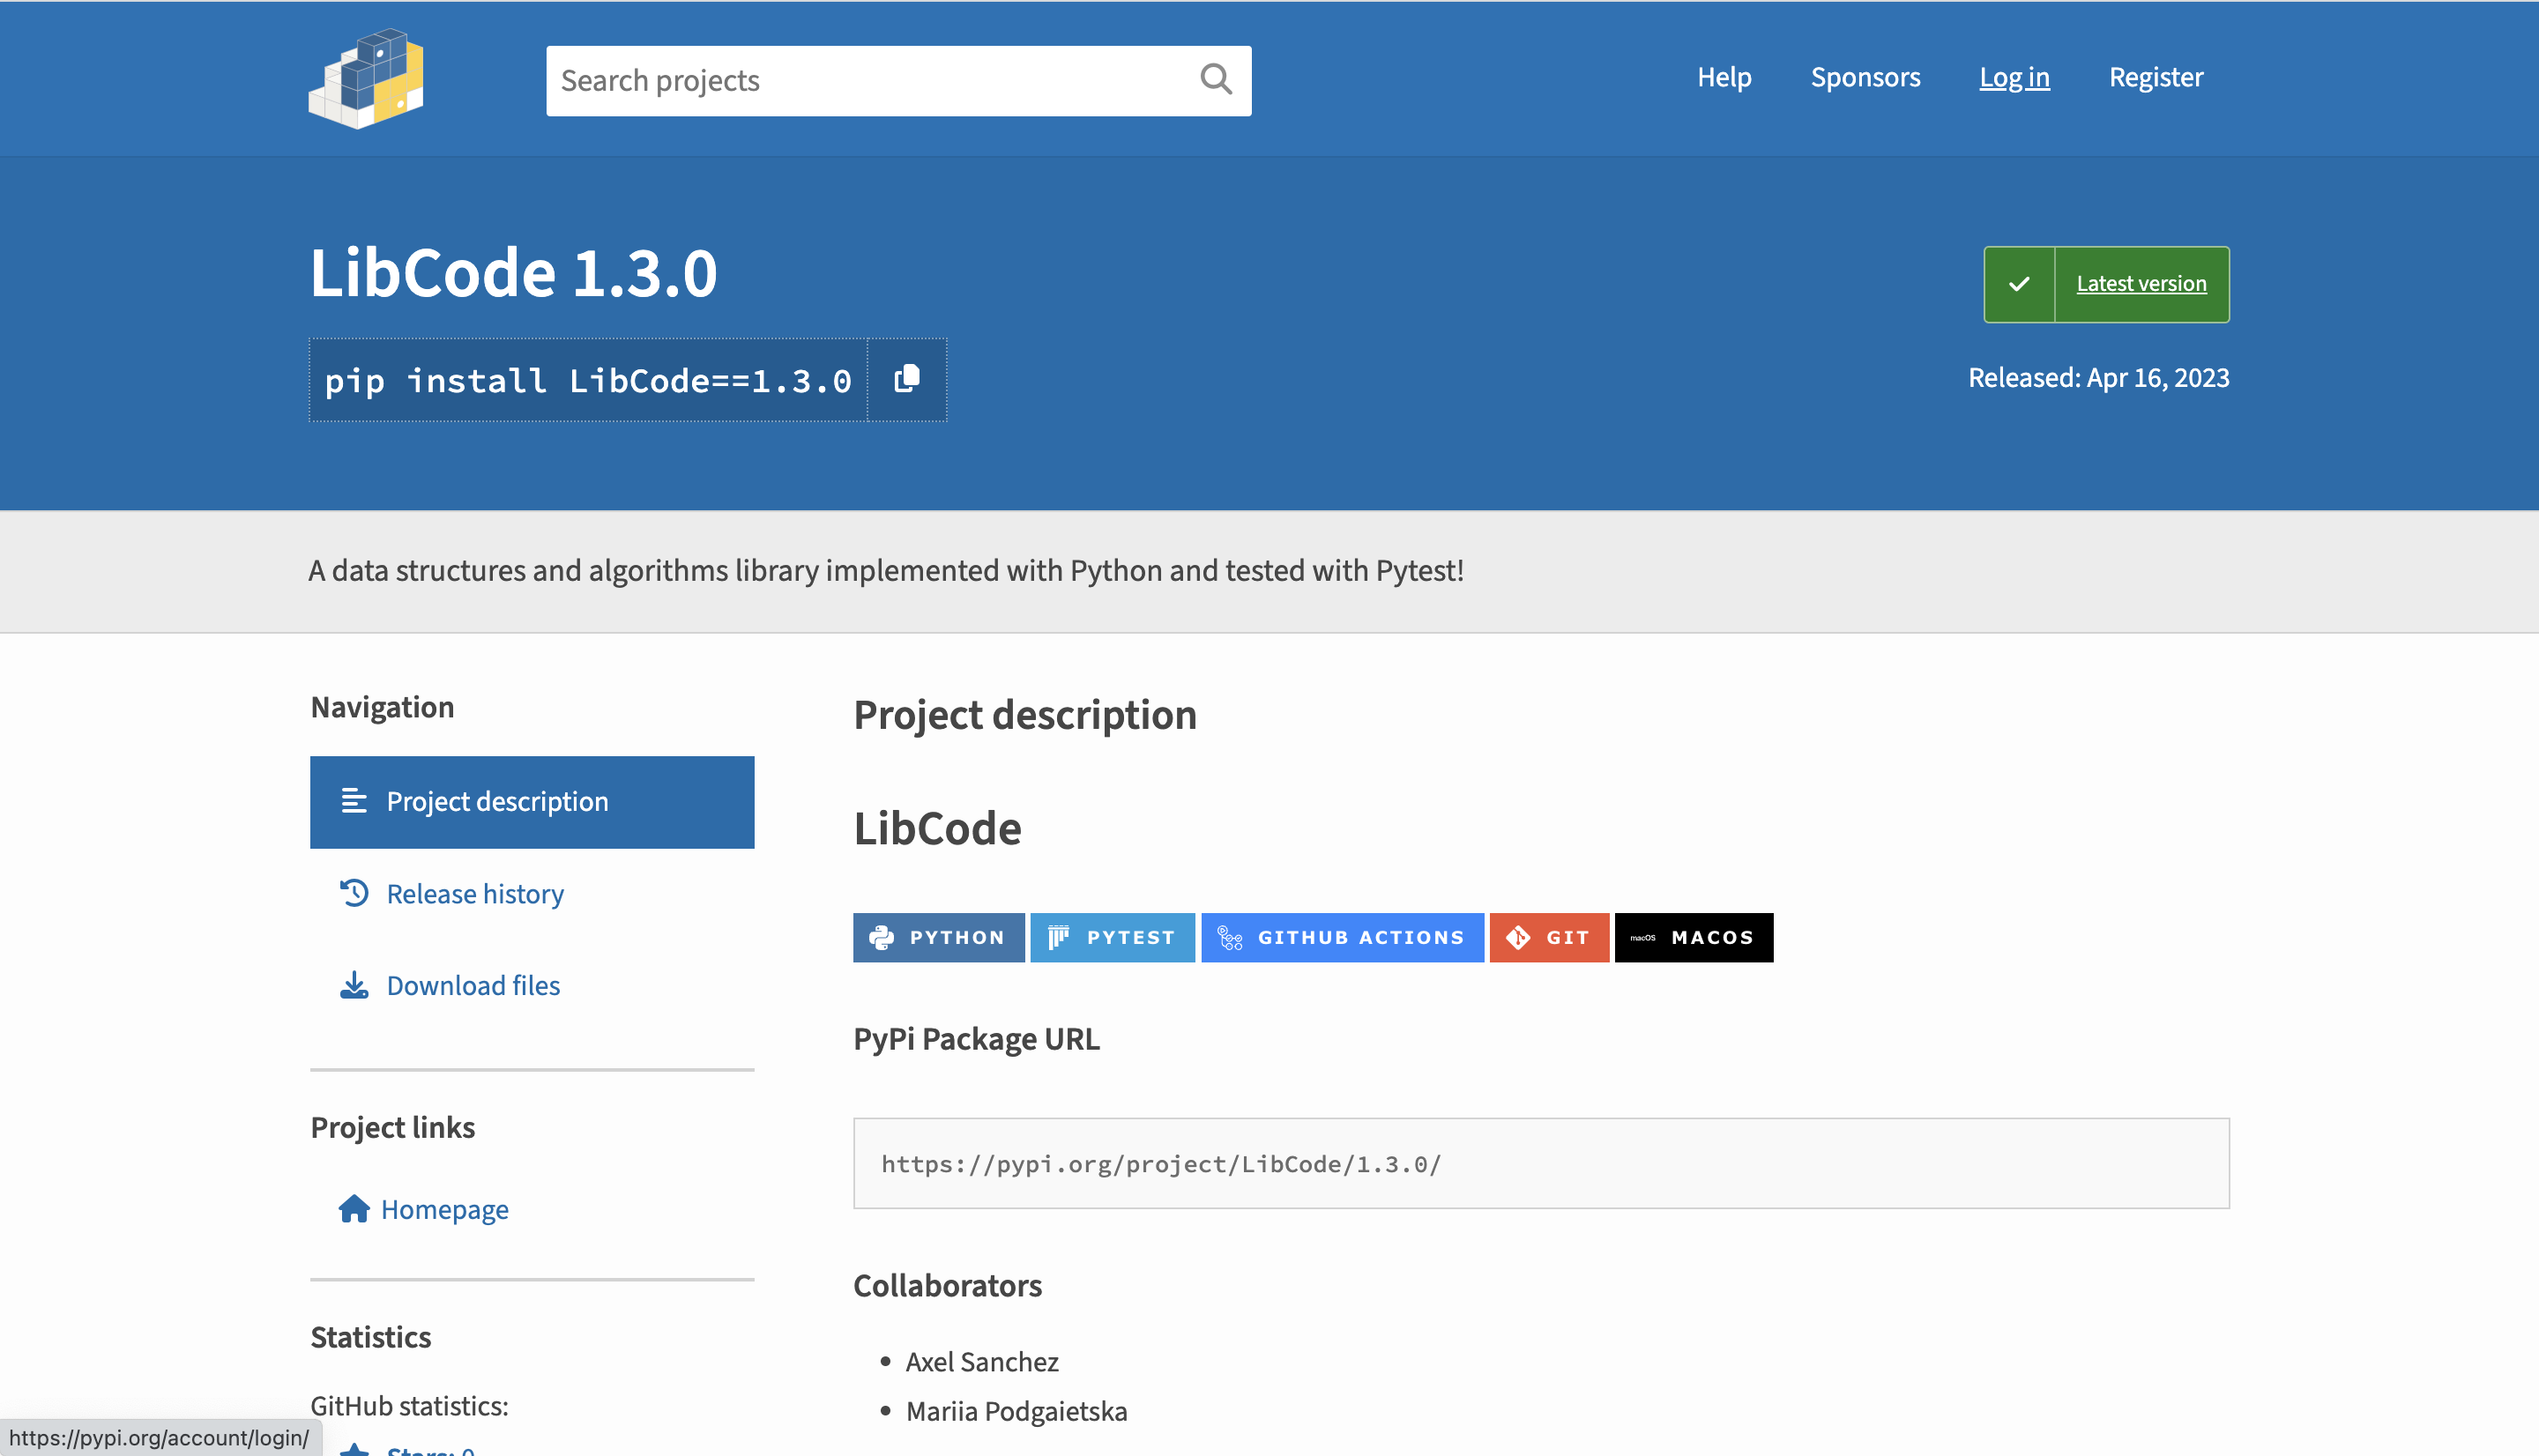 Search projects
Help
Sponsors
Log in
Register
LibCode 1.3.0
Latest version
pip install LibCode==1.3.0
Released: Apr 16, 2023
A data structures and algorithms library implemented with Python and tested with Pytest!
Navigation
Project description
Release history
Download files
Project links
Homepage
Statistics
GitHub statistics:
Stars: 0
https://pypi.org/account/login/
Project description
LibCode
PYTHON
PYTEST
GITHUB ACTIONS
GIT
macOS MACOS
PyPi Package URL
https://pypi.org/project/LibCode/1.3.0/
Collaborators
Axel Sanchez
Mariia Podgaietska